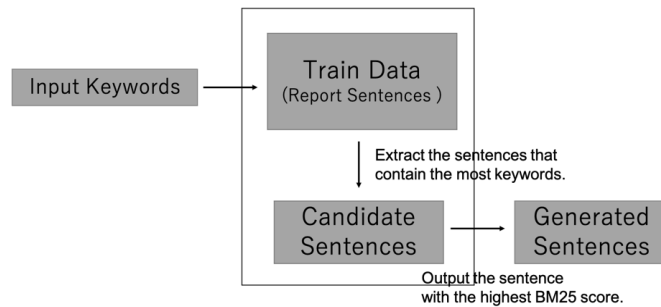 Input Keywords
Train Data
(Report Sentences )
Extract the sentences that
contain the most keywords.
Candidate
Sentences
Generated
Sentences
Output the sentence
with the highest BM25 score.